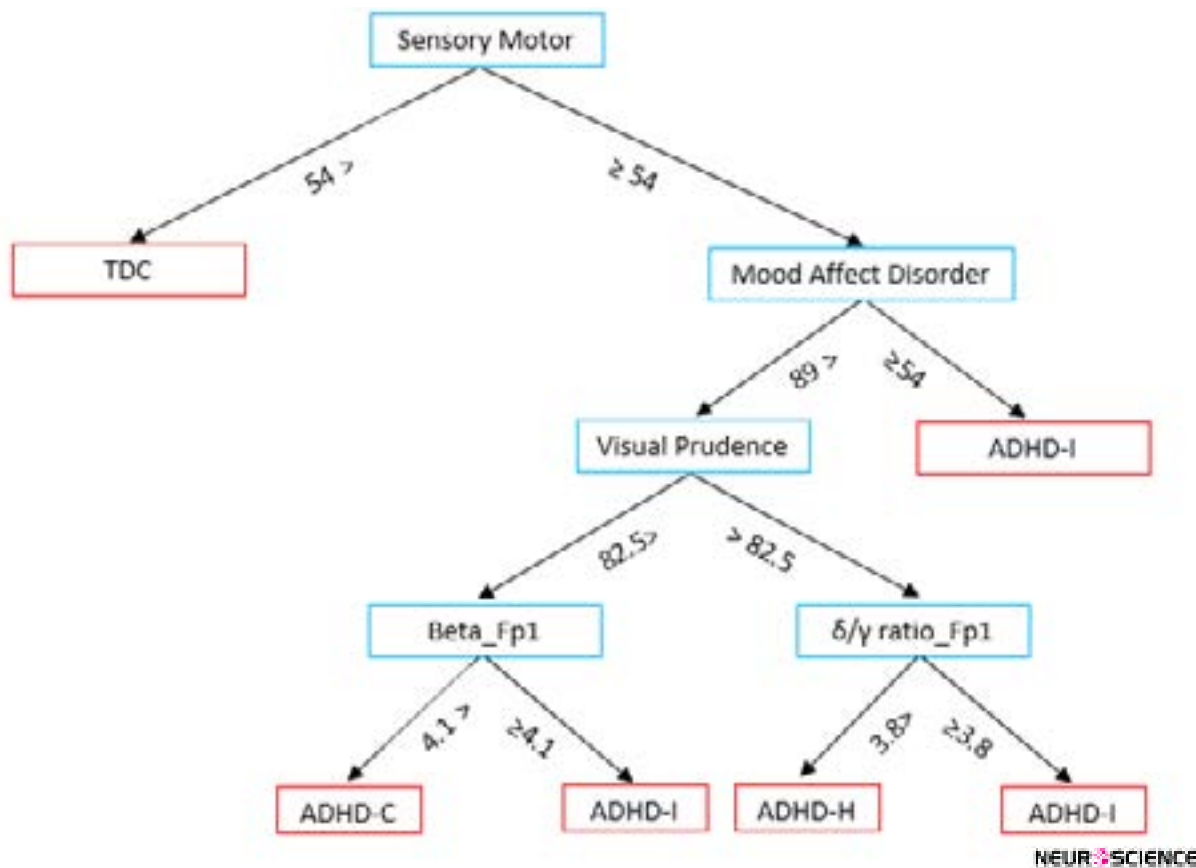 Sensory Motor
54 >
≥ 54
TDC
Mood Affect Disorder
89 >
≥54
Visual Prudence
ADHD-I
82.5>
> 82.5
Beta_Fp1
δ/γ ratio_Fp1
4.1 >
≥4.1
3.8>
≥3.8
ADHD-C
ADHD-I
ADHD-H
ADHD-I
NEUROSCIENCE